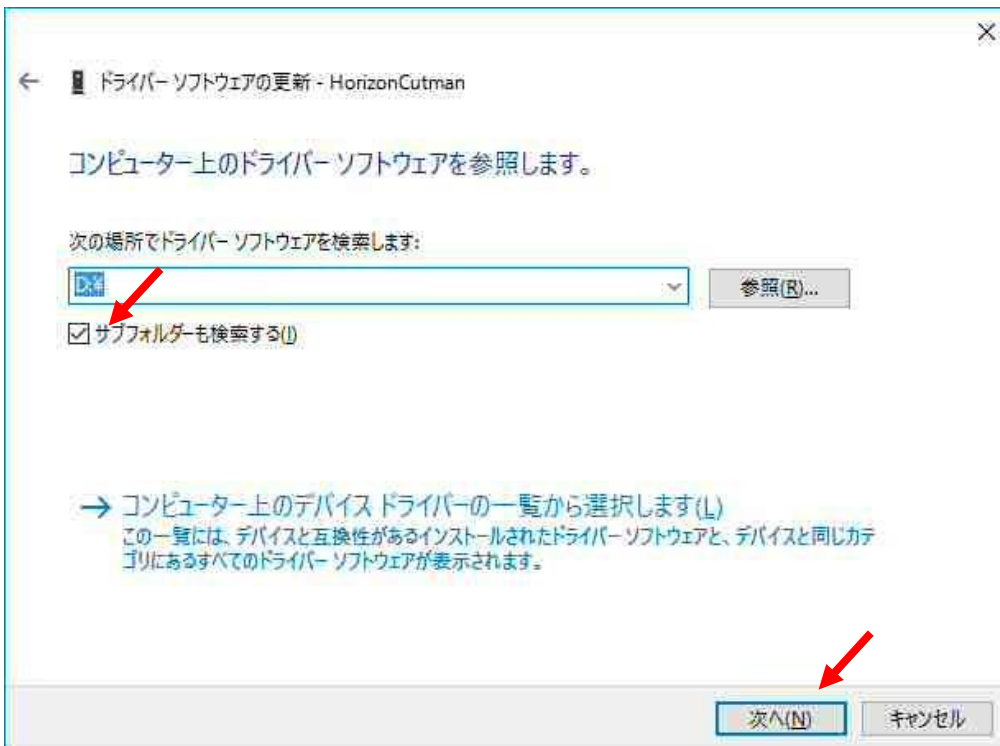 ドライバー ソフトウェアの更新 - HorizonCutman
コンピューター上のドライバー ソフトウェアを参照します。
次の場所でドライバー ソフトウェアを検索します:
D:¥
参照(R)...
サブフォルダーも検索する(I)
コンピューター上のデバイス ドライバーの一覧から選択します(L)
この一覧には、デバイスと互換性があるインストールされたドライバー ソフトウェアと、デバイスと同じカテ
ゴリにあるすべてのドライバー ソフトウェアが表示されます。
次へ(N)
キャンセル